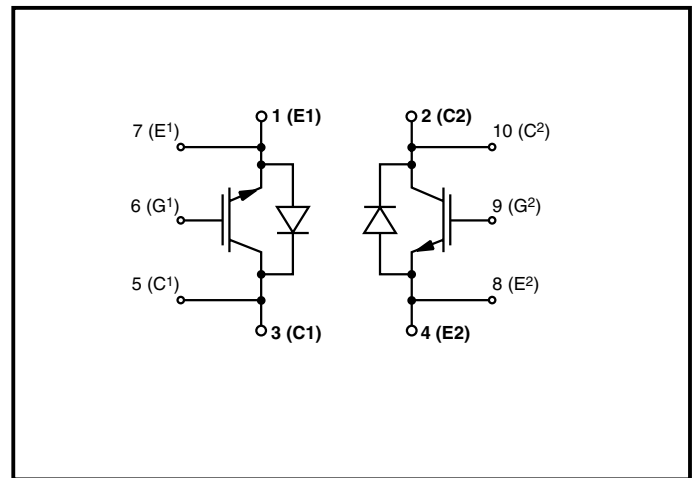 1 (E1)
2 (C2)
7 (E¹)
10 (C²)
6 (G¹)
9 (G²)
5 (C¹)
8 (E²)
3 (C1)
4 (E2)